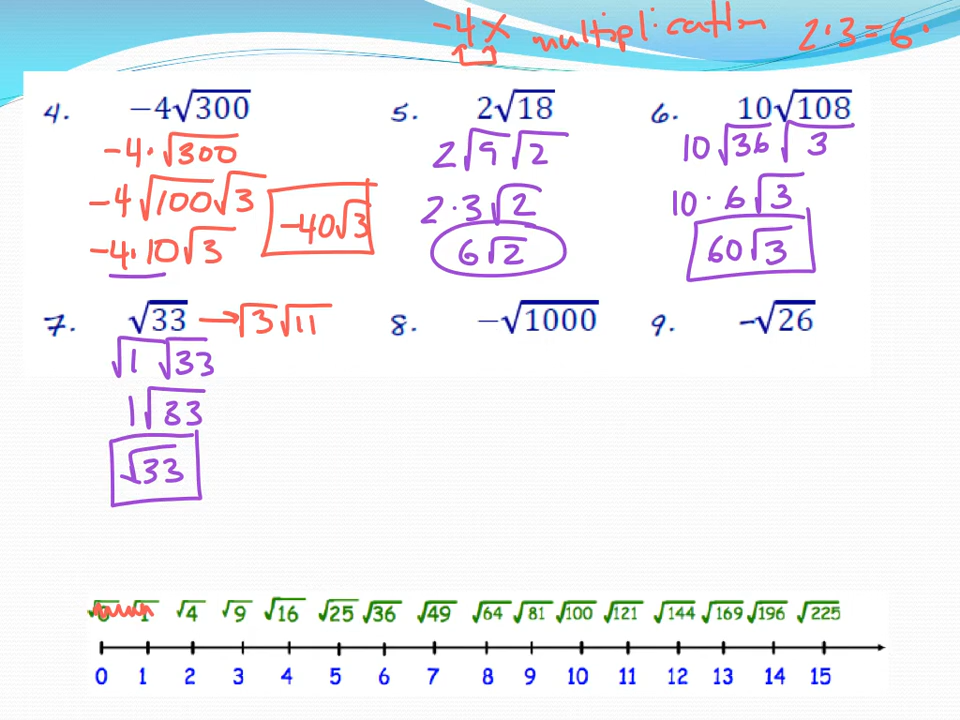 -4·x multiplication 2·3=6·
4. −4√300 5. 2√18 6. 10√108
-4·√300 2√9 √2 10√36 √3
-4√100√3 -40√3 2·3√2 10·6√3
-4·10√3 6√2 60√3
7. √33 →√3√11 8. −√1000 9. -√26
√1 √33
1√33
√33
√0 √1 √4 √9 √16 √25 √36 √49 √64 √81 √100 √121 √144 √169 √196 √225
0 1 2 3 4 5 6 7 8 9 10 11 12 13 14 15